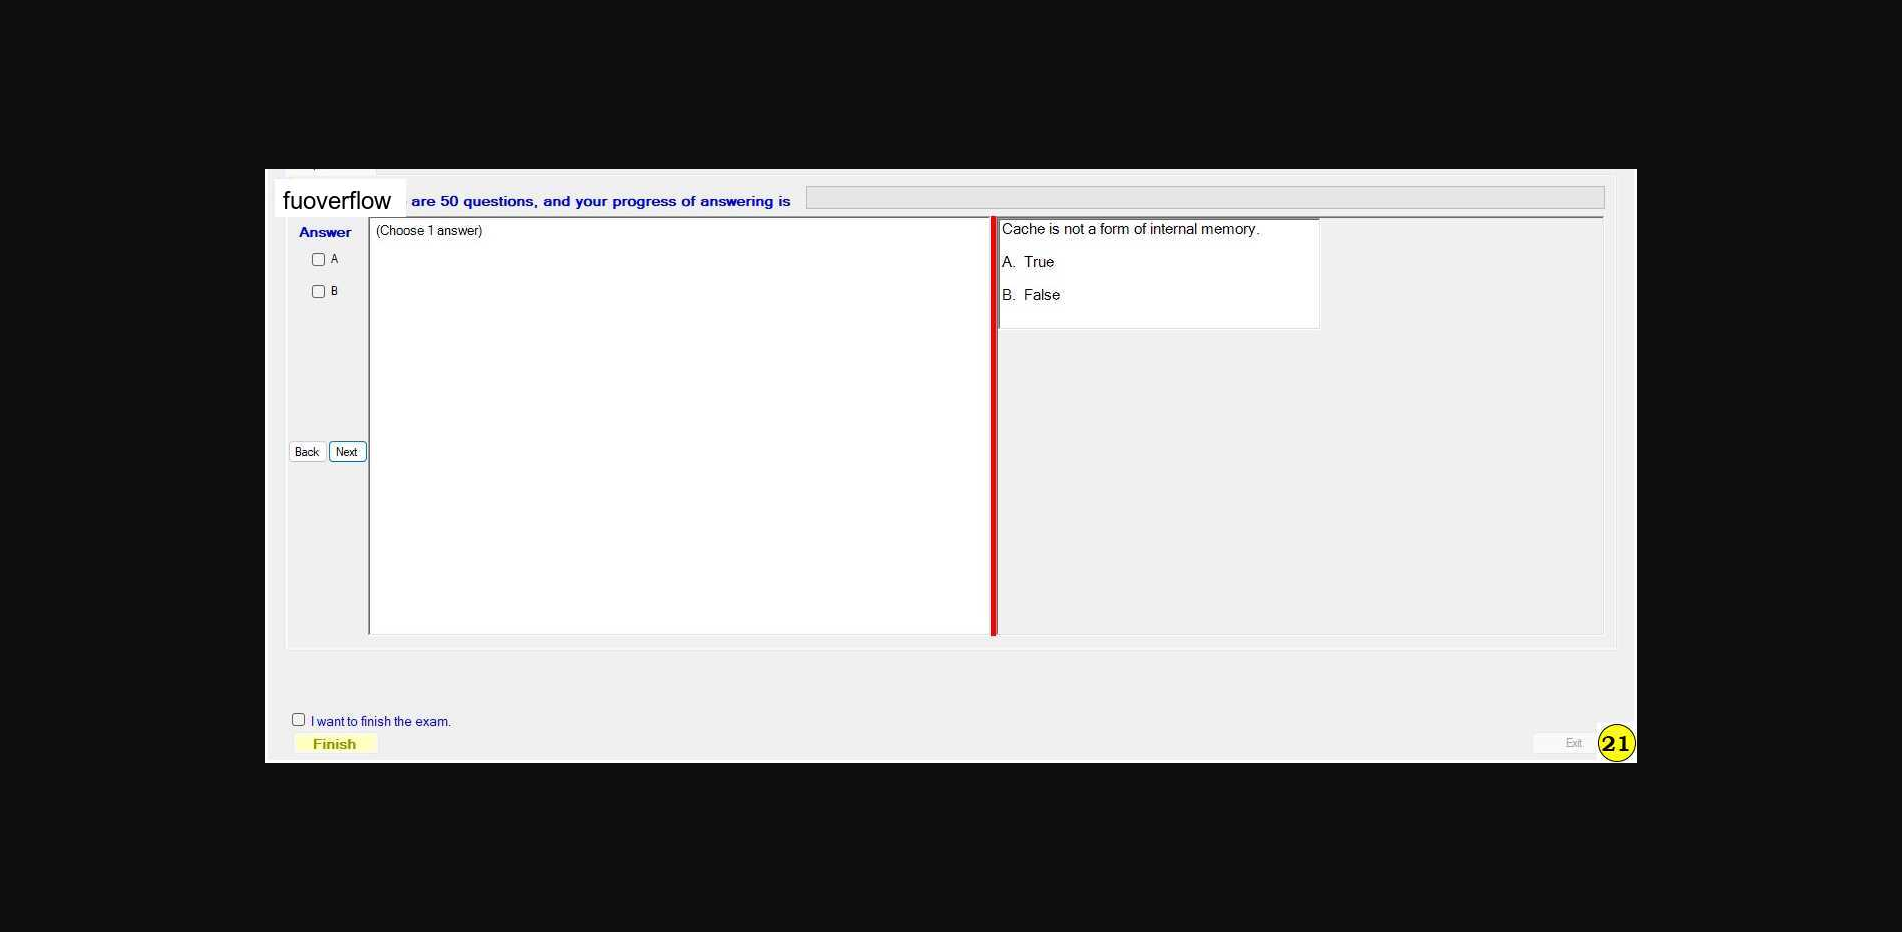 fuoverflow are 50 questions, and your progress of answering is
Answer
(Choose 1 answer)
A
B
Cache is not a form of internal memory.
A. True
B. False
Back Next
I want to finish the exam.
Finish
Exit
21